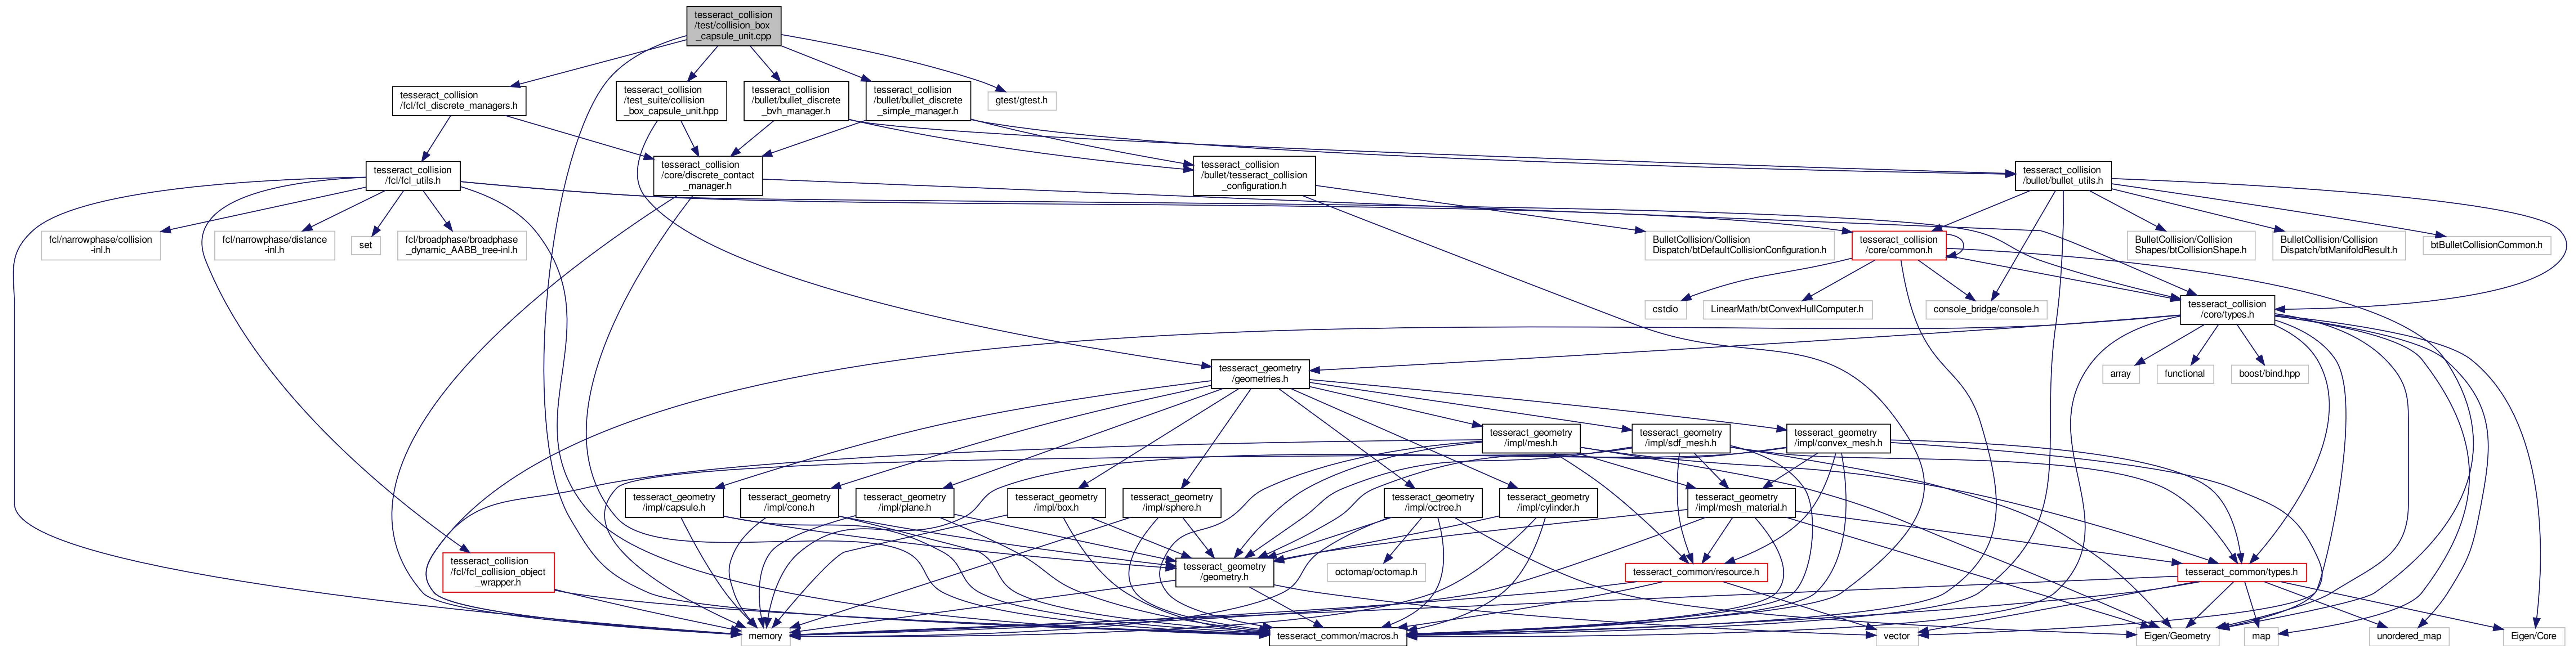 tesseract_collision
/test/collision_box
_capsule_unit.cpp
tesseract_collision
/fcl/fcl_discrete_managers.h
tesseract_collision
/test_suite/collision
_box_capsule_unit.hpp
tesseract_collision
/bullet/bullet_discrete
_bvh_manager.h
tesseract_collision
/bullet/bullet_discrete
_simple_manager.h
gtest/gtest.h
tesseract_collision
/fcl/fcl_utils.h
tesseract_collision
/core/discrete_contact
_manager.h
tesseract_collision
/bullet/tesseract_collision
_configuration.h
tesseract_collision
/bullet/bullet_utils.h
fcl/narrowphase/collision
-inl.h
fcl/narrowphase/distance
-inl.h
set
fcl/broadphase/broadphase
_dynamic_AABB_tree-inl.h
BulletCollision/Collision
Dispatch/btDefaultCollisionConfiguration.h
tesseract_collision
/core/common.h
BulletCollision/Collision
Shapes/btCollisionShape.h
BulletCollision/Collision
Dispatch/btManifoldResult.h
btBulletCollisionCommon.h
cstdio
LinearMath/btConvexHullComputer.h
console_bridge/console.h
tesseract_collision
/core/types.h
tesseract_geometry
/geometries.h
array
functional
boost/bind.hpp
tesseract_geometry
/impl/mesh.h
tesseract_geometry
/impl/sdf_mesh.h
tesseract_geometry
/impl/convex_mesh.h
tesseract_geometry
/impl/capsule.h
tesseract_geometry
/impl/cone.h
tesseract_geometry
/impl/plane.h
tesseract_geometry
/impl/box.h
tesseract_geometry
/impl/sphere.h
tesseract_geometry
/impl/octree.h
tesseract_geometry
/impl/cylinder.h
tesseract_geometry
/impl/mesh_material.h
tesseract_collision
/fcl/fcl_collision_object
_wrapper.h
tesseract_geometry
/geometry.h
octomap/octomap.h
tesseract_common/resource.h
tesseract_common/types.h
memory
tesseract_common/macros.h
vector
Eigen/Geometry
map
unordered_map
Eigen/Core